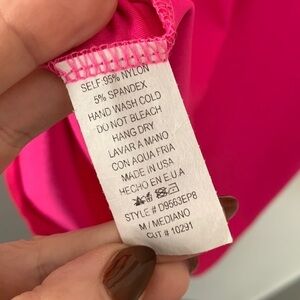 SELF: 95% NYLON
5% SPANDEX
HAND WASH COLD
DO NOT BLEACH
HANG DRY
LAVAR A MANO
CON AQUA FRIA
MADE IN USA
HECHO EN E.U.A
STYLE # D9563EP8
M / MEDIANO
CUT # 10291